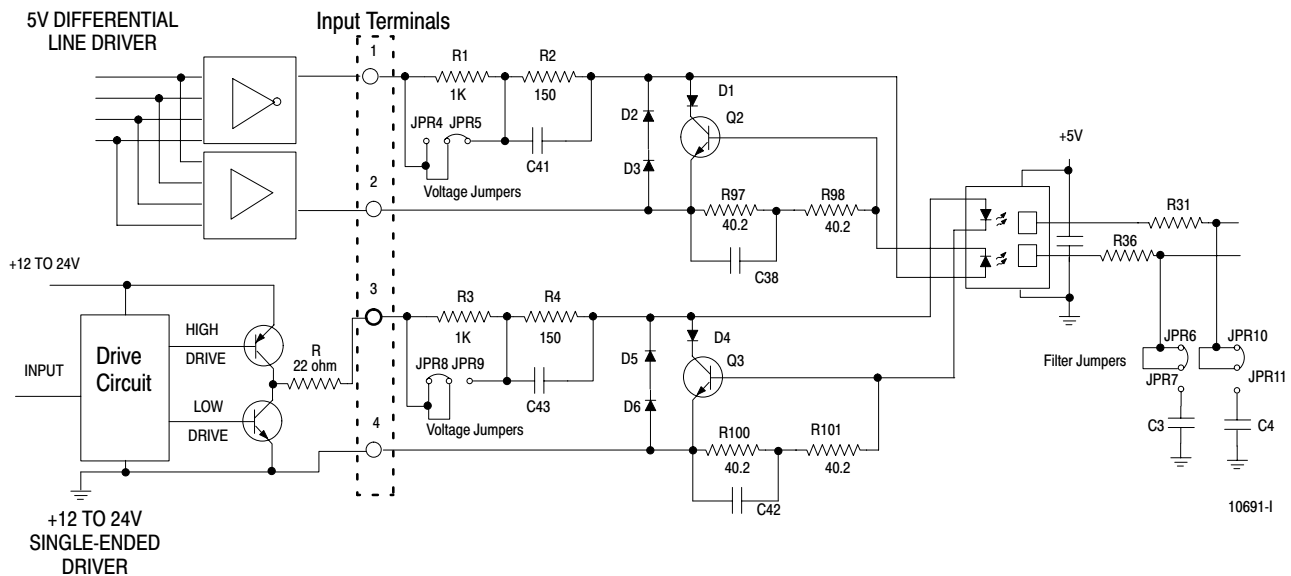 5V DIFFERENTIAL
LINE DRIVER
Input Terminals
1
R1
1K
R2
150
JPR4 JPR5
C41
Voltage Jumpers
D1
D2
Q2
D3
2
R97
40.2
R98
40.2
C38
+5V
R31
R36
+12 TO 24V
3
R3
1K
R4
150
JPR8 JPR9
C43
Voltage Jumpers
D4
D5
Q3
D6
4
R100
40.2
R101
40.2
C42
HIGH
DRIVE
R
22 ohm
INPUT
Drive
Circuit
LOW
DRIVE
Filter Jumpers
JPR6
JPR10
JPR7
JPR11
C3
C4
+12 TO 24V
SINGLE-ENDED
DRIVER
10691-I